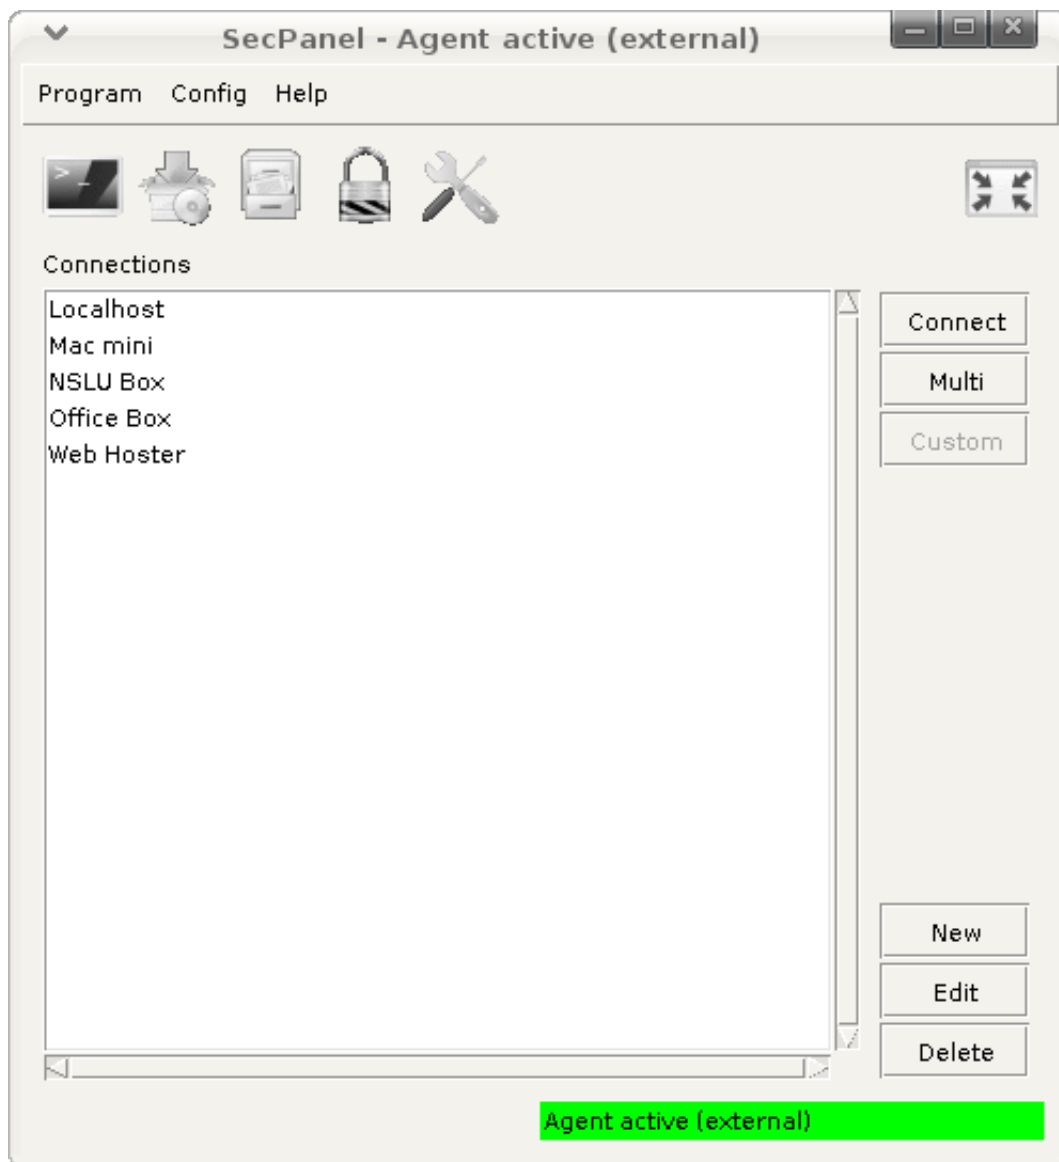 SecPanel - Agent active (external)
Program Config Help
>_
Connections
Localhost
Mac mini
NSLU Box
Office Box
Web Hoster
Connect
Multi
Custom
New
Edit
Delete
Agent active (external)